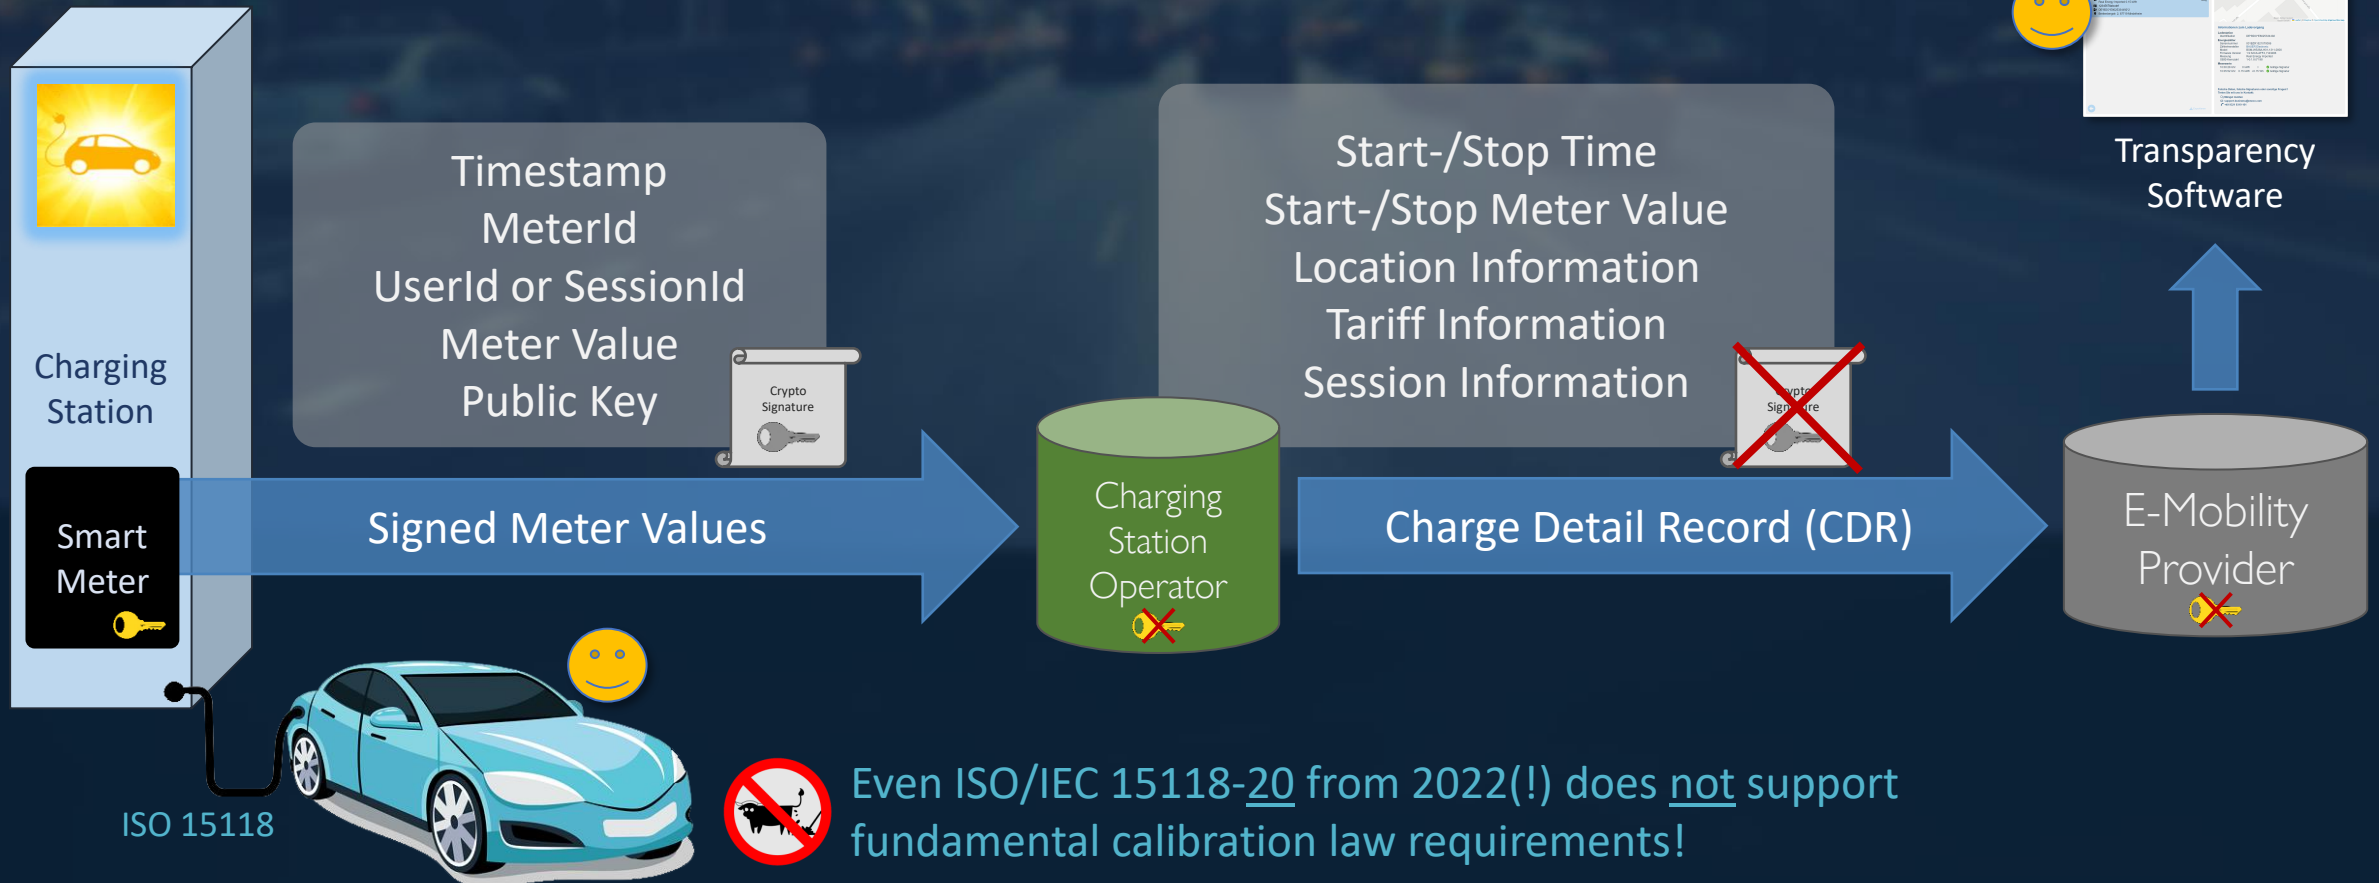 Timestamp
MeterId
UserId or SessionId
Meter Value
Public Key
Crypto
Signature
Start-/Stop Time
Start-/Stop Meter Value
Location Information
Tariff Information
Session Information
Crypto
Signature
Transparency
Software
Charging
Station
Smart
Meter
Signed Meter Values
Charging
Station
Operator
Charge Detail Record (CDR)
E-Mobility
Provider
ISO 15118
Even ISO/IEC 15118-20 from 2022(!) does not support
fundamental calibration law requirements!